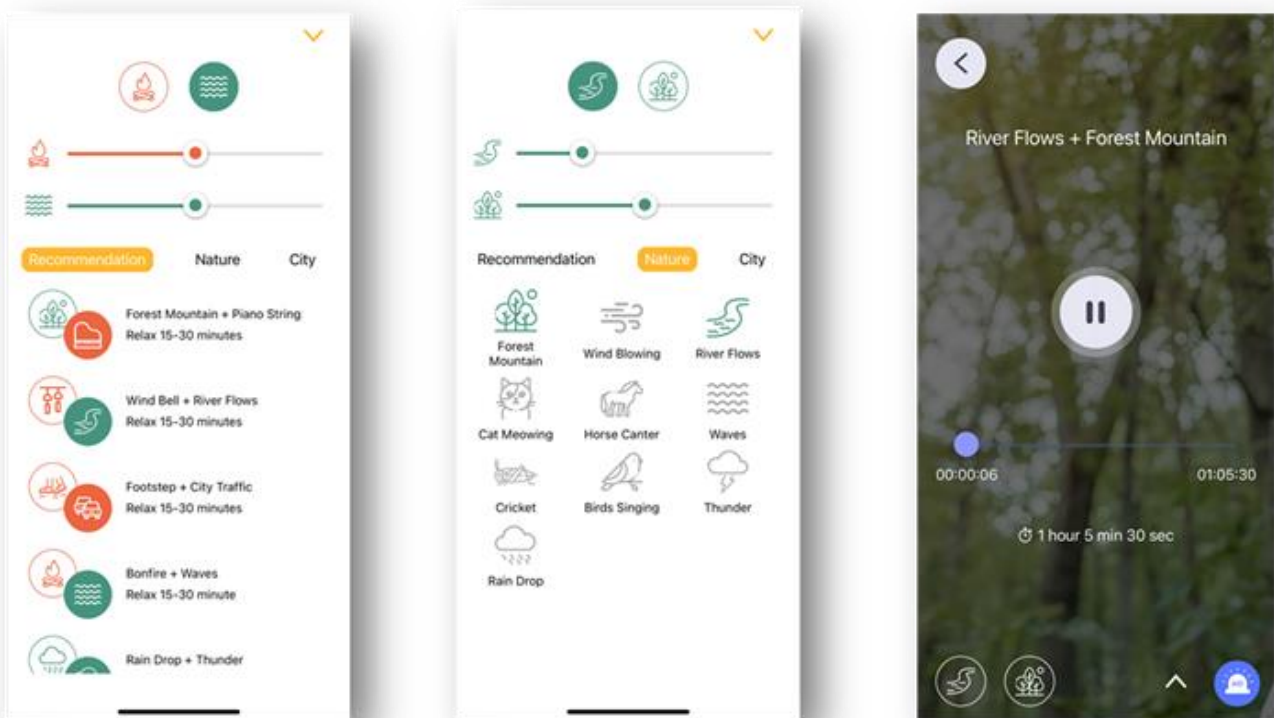 Recommendation Nature City
Forest Mountain + Piano String
Relax 15-30 minutes
Wind Bell + River Flows
Relax 15-30 minutes
Footstep + City Traffic
Relax 15-30 minutes
Bonfire + Waves
Relax 15-30 minute
Rain Drop + Thunder
Recommendation Nature City
Forest
Mountain
Wind Blowing
River Flows
Cat Meowing
Horse Canter
Waves
Cricket
Birds Singing
Thunder
Rain Drop
River Flows + Forest Mountain
00:00:06 01:05:30
1 hour 5 min 30 sec